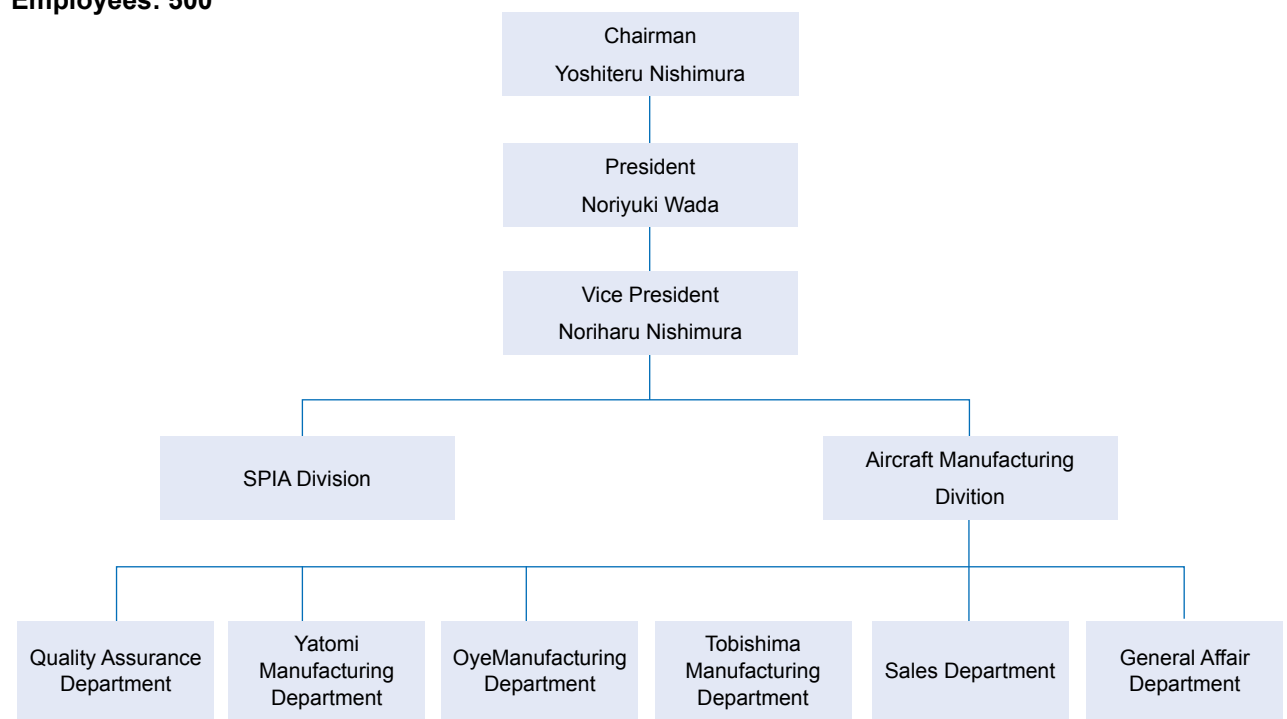 Employees: 500
Chairman
Yoshiteru Nishimura
President
Noriyuki Wada
Vice President
Noriharu Nishimura
SPIA Division
Aircraft Manufacturing
Divition
Quality Assurance
Department
Yatomi
Manufacturing
Department
OyeManufacturing
Department
Tobishima
Manufacturing
Department
Sales Department
General Affair
Department